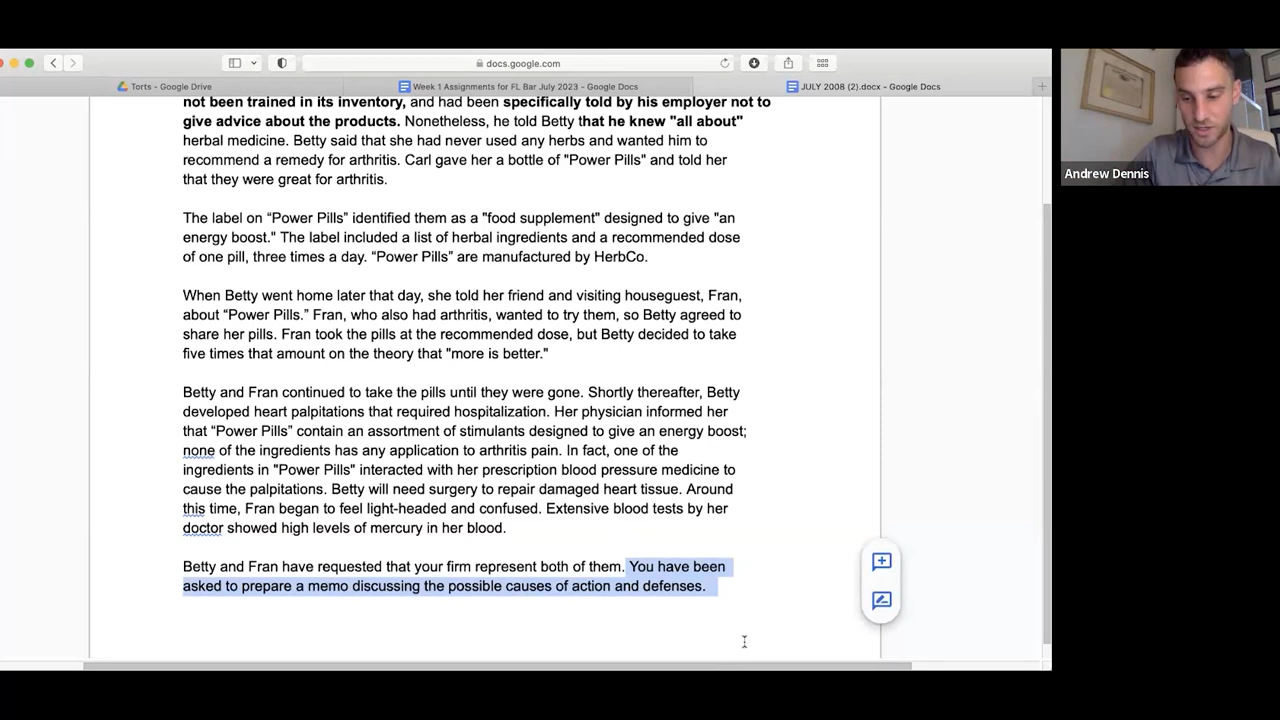 docs.google.com
Torts - Google Drive
Week 1 Assignments for FL Bar July 2023 - Google Docs
JULY 2008 (2).docx - Google Docs
not been trained in its inventory, and had been specifically told by his employer not to
give advice about the products. Nonetheless, he told Betty that he knew "all about"
herbal medicine. Betty said that she had never used any herbs and wanted him to
recommend a remedy for arthritis. Carl gave her a bottle of "Power Pills" and told her
that they were great for arthritis.
The label on “Power Pills” identified them as a "food supplement" designed to give "an
energy boost." The label included a list of herbal ingredients and a recommended dose
of one pill, three times a day. “Power Pills” are manufactured by HerbCo.
When Betty went home later that day, she told her friend and visiting houseguest, Fran,
about “Power Pills.” Fran, who also had arthritis, wanted to try them, so Betty agreed to
share her pills. Fran took the pills at the recommended dose, but Betty decided to take
five times that amount on the theory that "more is better."
Betty and Fran continued to take the pills until they were gone. Shortly thereafter, Betty
developed heart palpitations that required hospitalization. Her physician informed her
that “Power Pills” contain an assortment of stimulants designed to give an energy boost;
none of the ingredients has any application to arthritis pain. In fact, one of the
ingredients in "Power Pills" interacted with her prescription blood pressure medicine to
cause the palpitations. Betty will need surgery to repair damaged heart tissue. Around
this time, Fran began to feel light-headed and confused. Extensive blood tests by her
doctor showed high levels of mercury in her blood.
Betty and Fran have requested that your firm represent both of them. You have been
asked to prepare a memo discussing the possible causes of action and defenses.
Andrew Dennis